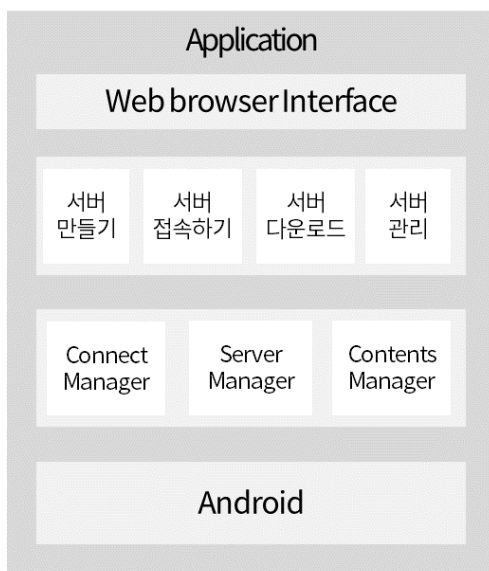 Application
Web browser Interface
서버 서버 서버 서버
만들기 접속하기 다운로드 관리
Connect Server Contents
Manager Manager Manager
Android